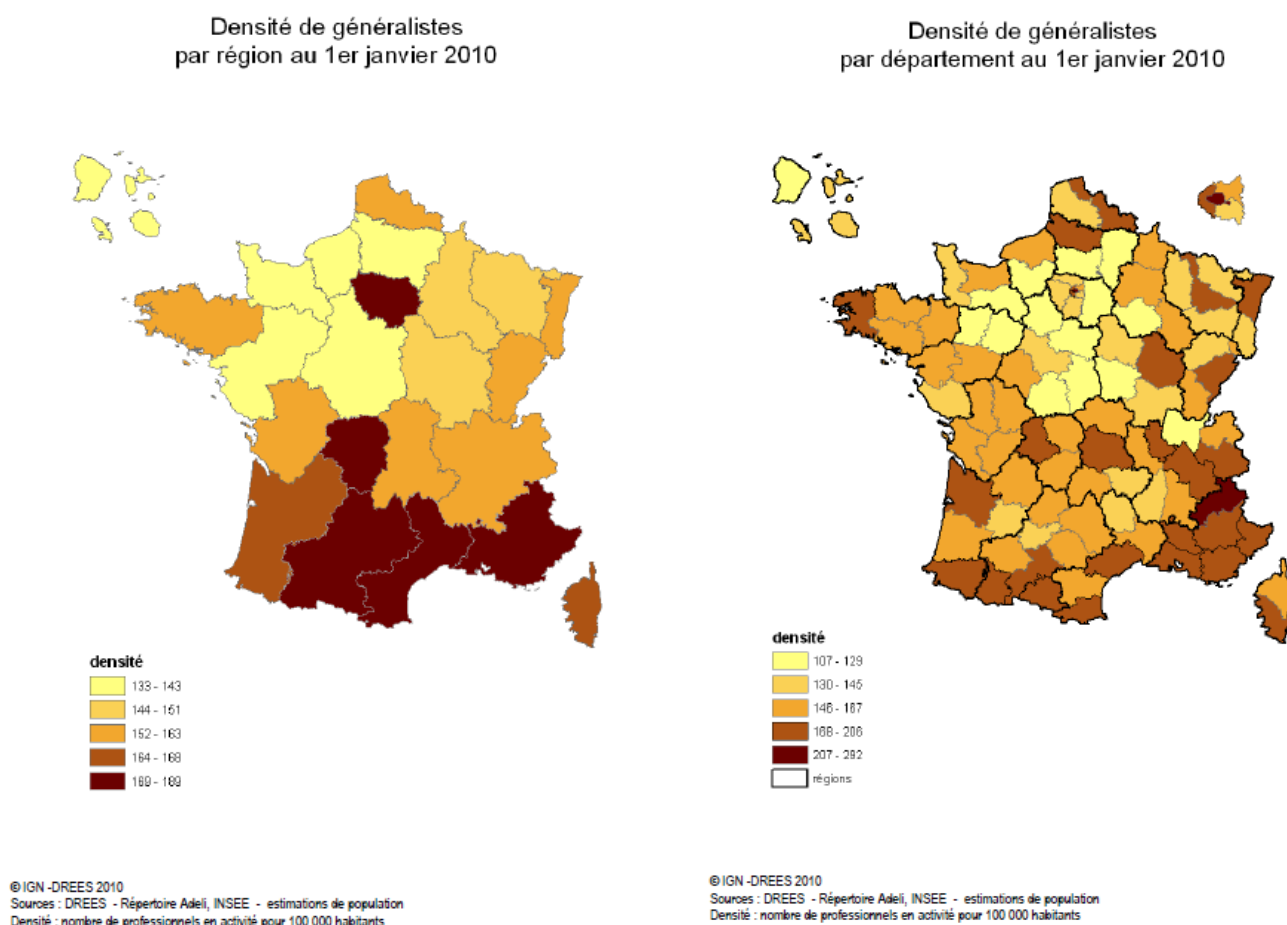 Densité de généralistes
par région au 1er janvier 2010
densité
133 - 143
144 - 151
152 - 163
164 - 168
169 - 189
© IGN -DREES 2010
Sources : DREES - Répertoire Adeli, INSEE - estimations de population
Densité : nombre de professionnels en activité pour 100 000 habitants
Densité de généralistes
par département au 1er janvier 2010
densité
107 - 129
130 - 145
146 - 167
168 - 206
207 - 292
régions
© IGN -DREES 2010
Sources : DREES - Répertoire Adeli, INSEE - estimations de population
Densité : nombre de professionnels en activité pour 100 000 habitants